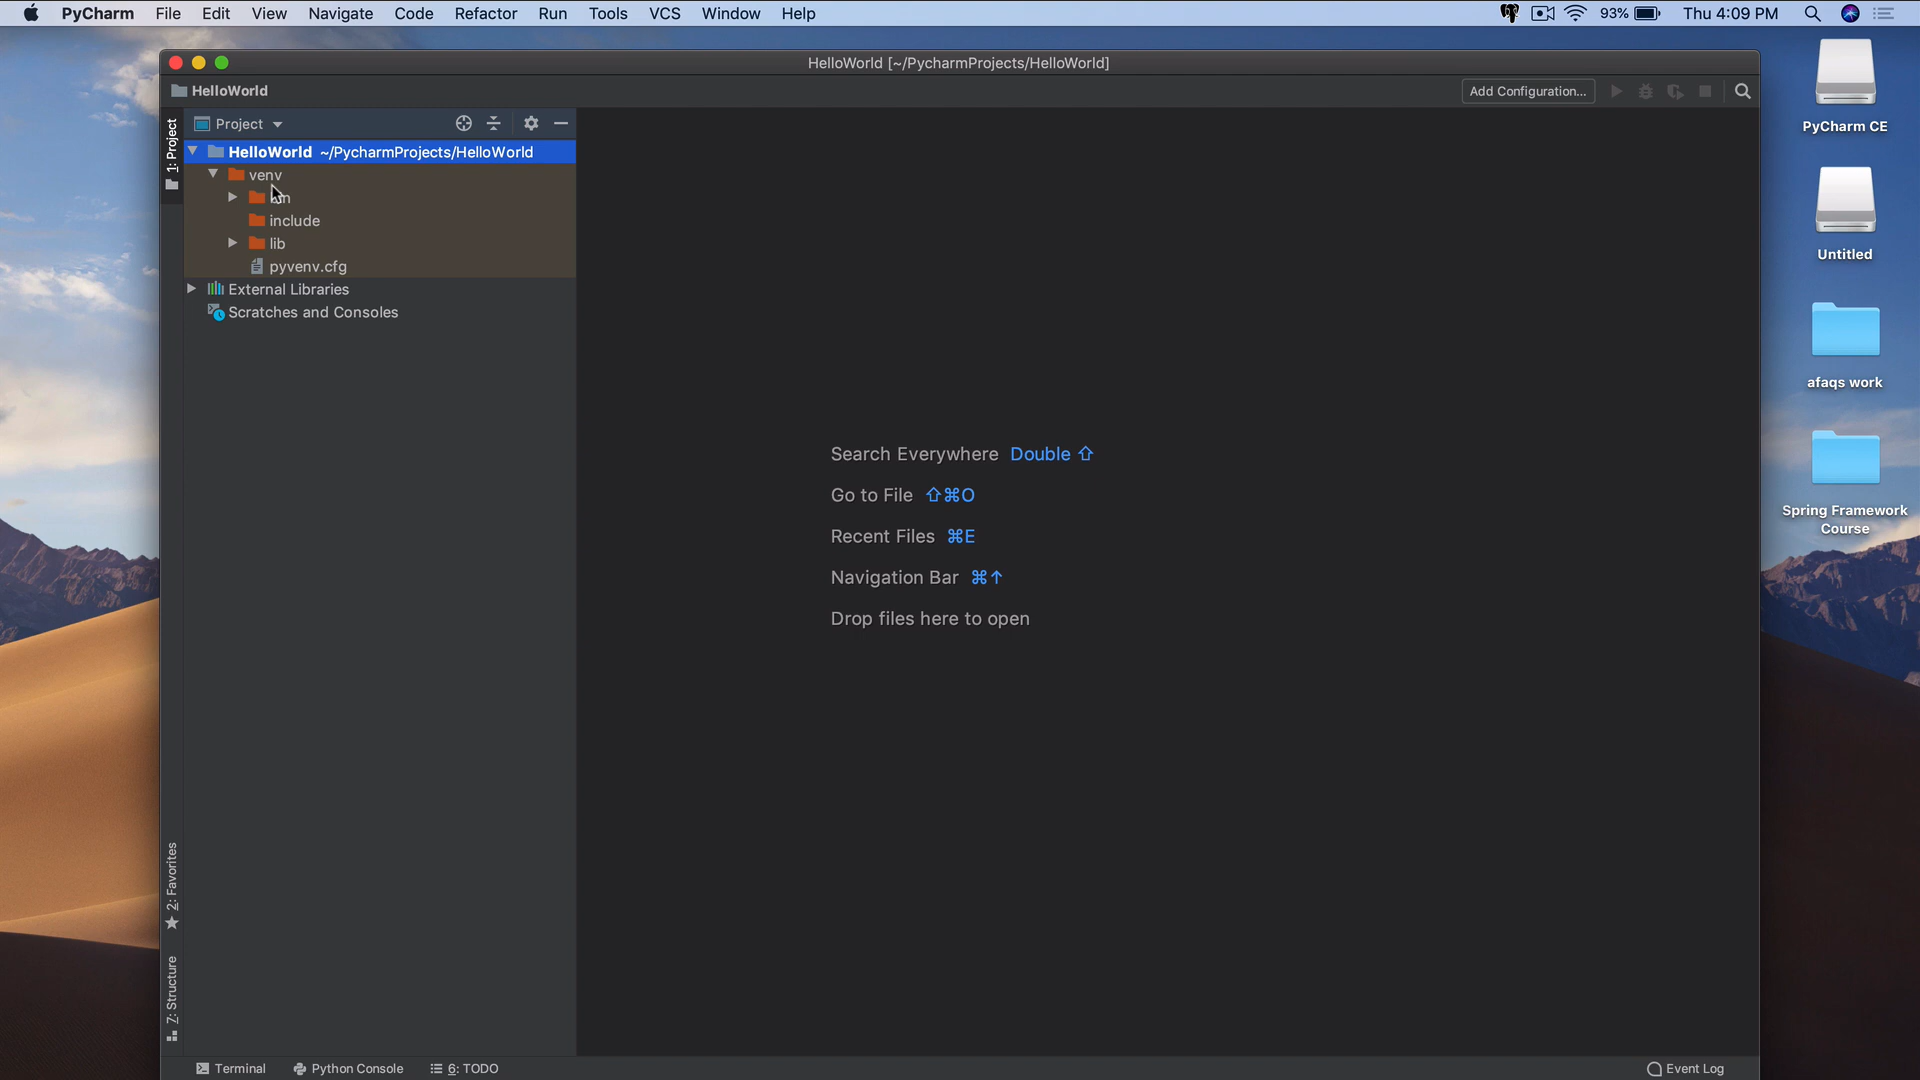 PyCharm File Edit View Navigate Code Refactor Run Tools VCS Window Help 93% Thu 4:09 PM
HelloWorld [~/PycharmProjects/HelloWorld]
HelloWorld Add Configuration...
1: Project
Project
HelloWorld ~/PycharmProjects/HelloWorld
venv
include
lib
pyvenv.cfg
External Libraries
Scratches and Consoles
Search Everywhere Double ⇧
Go to File ⇧⌘O
Recent Files ⌘E
Navigation Bar ⌘↑
Drop files here to open
2: Favorites
7: Structure
Terminal Python Console 6: TODO Event Log
PyCharm CE
Untitled
afaqs work
Spring Framework
Course